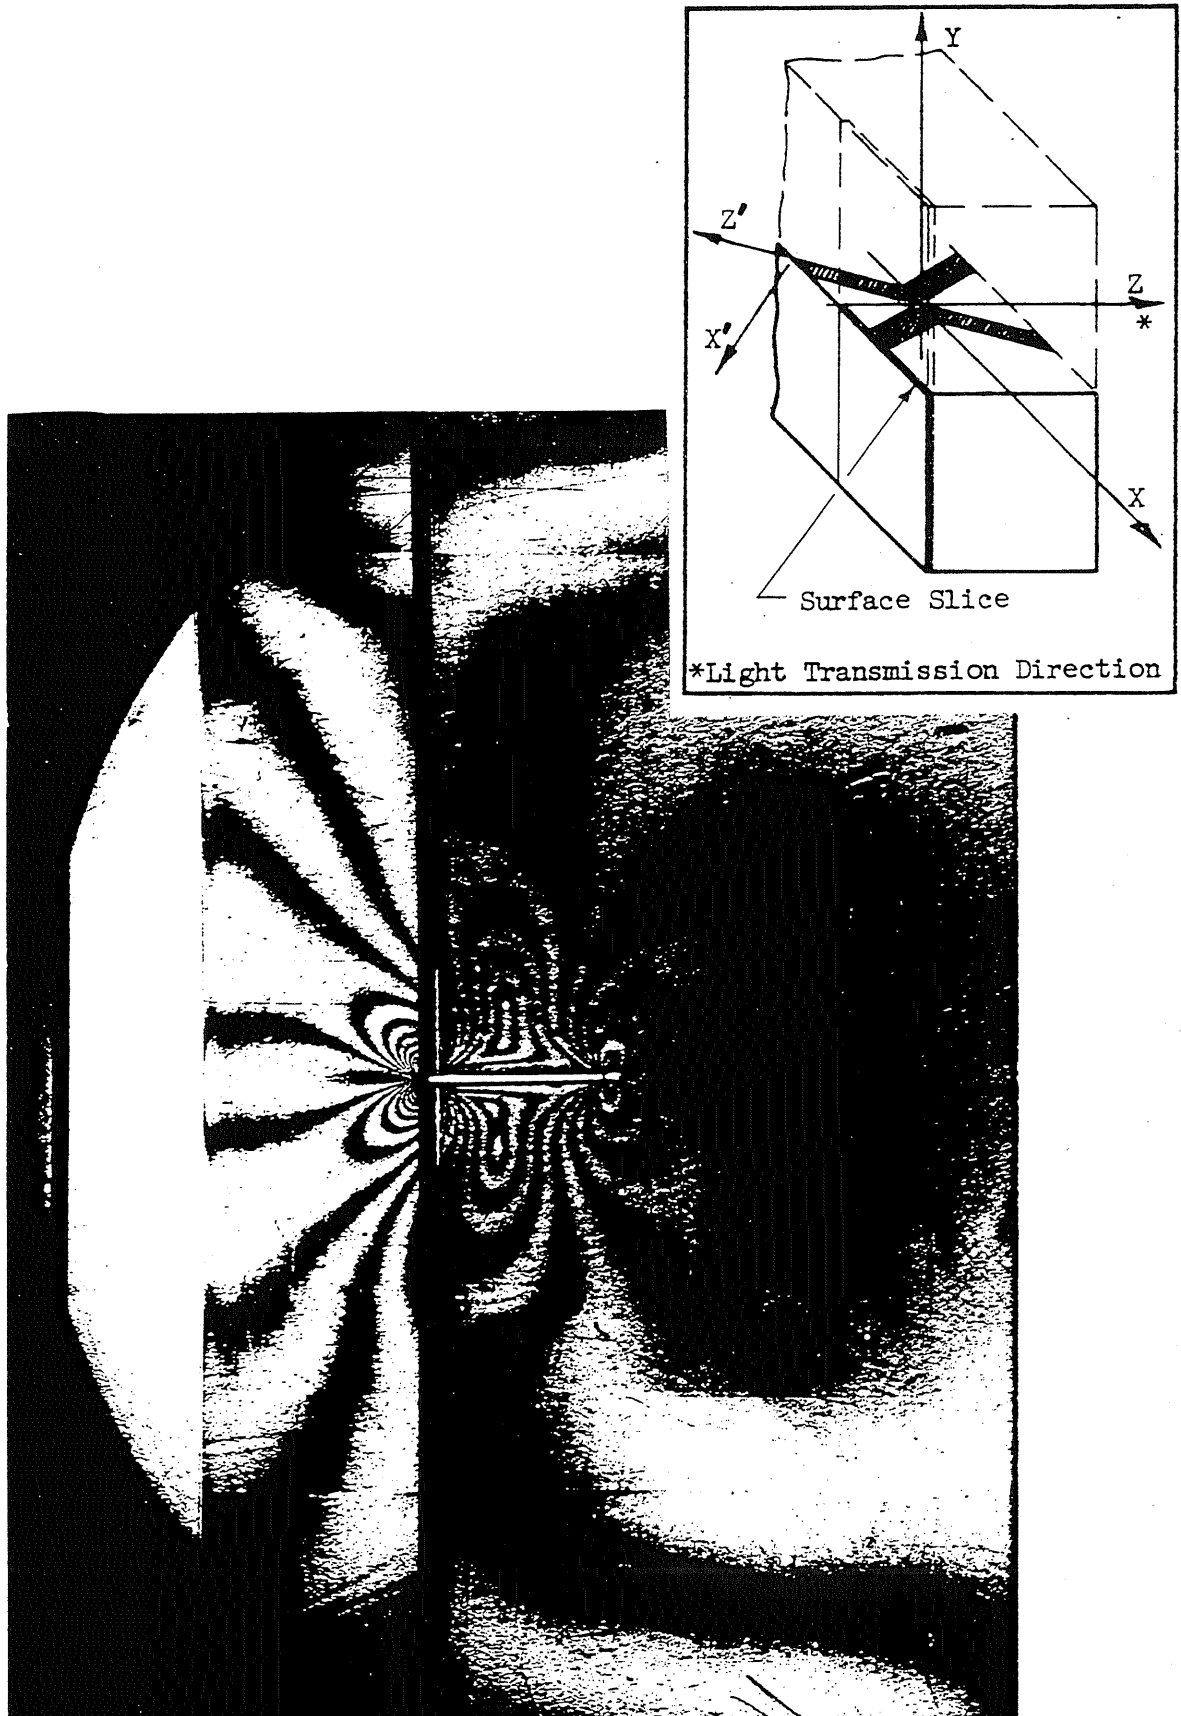 Y
Z'
Z
*
X'
X
Surface Slice
*Light Transmission Direction